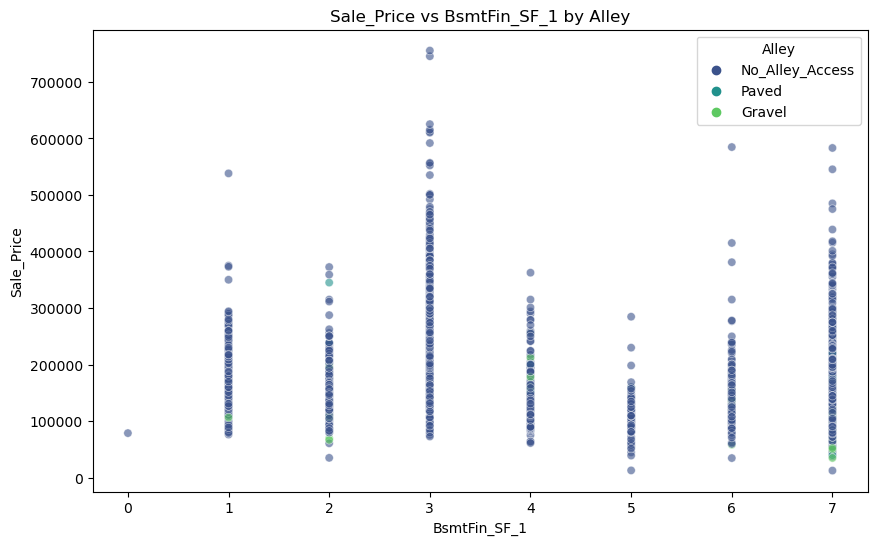 Sale_Price vs BsmtFin_SF_1 by Alley
Alley
No_Alley_Access
Paved
Gravel
700000
600000
500000
400000
300000
200000
100000
0
Sale_Price
0 1 2 3 4 5 6 7
BsmtFin_SF_1